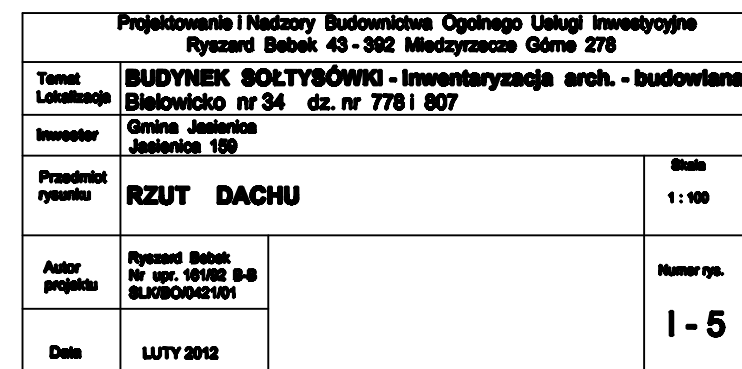 Projektowanie i Nadzory Budownictwa Ogolnego Uslugi Inwestycyjne
Ryszard Bebek 43 - 392 Miedzyrzecze Górne 278
Temat BUDYNEK SOŁTYSÓWKI - Inwentaryzacja arch. - budowlana
Lokalizacja Bielowicko nr 34 dz. nr 778 i 807
Inwestor Gmina Jasienica
Jasienica 159
Przedmiot rysunku
RZUT DACHU
Skala
1 : 100
Autor projektu
Ryszard Bebek
Nr upr. 161/92 B-B
SLK/BO/0421/01
Numer rys.
I - 5
Data LUTY 2012